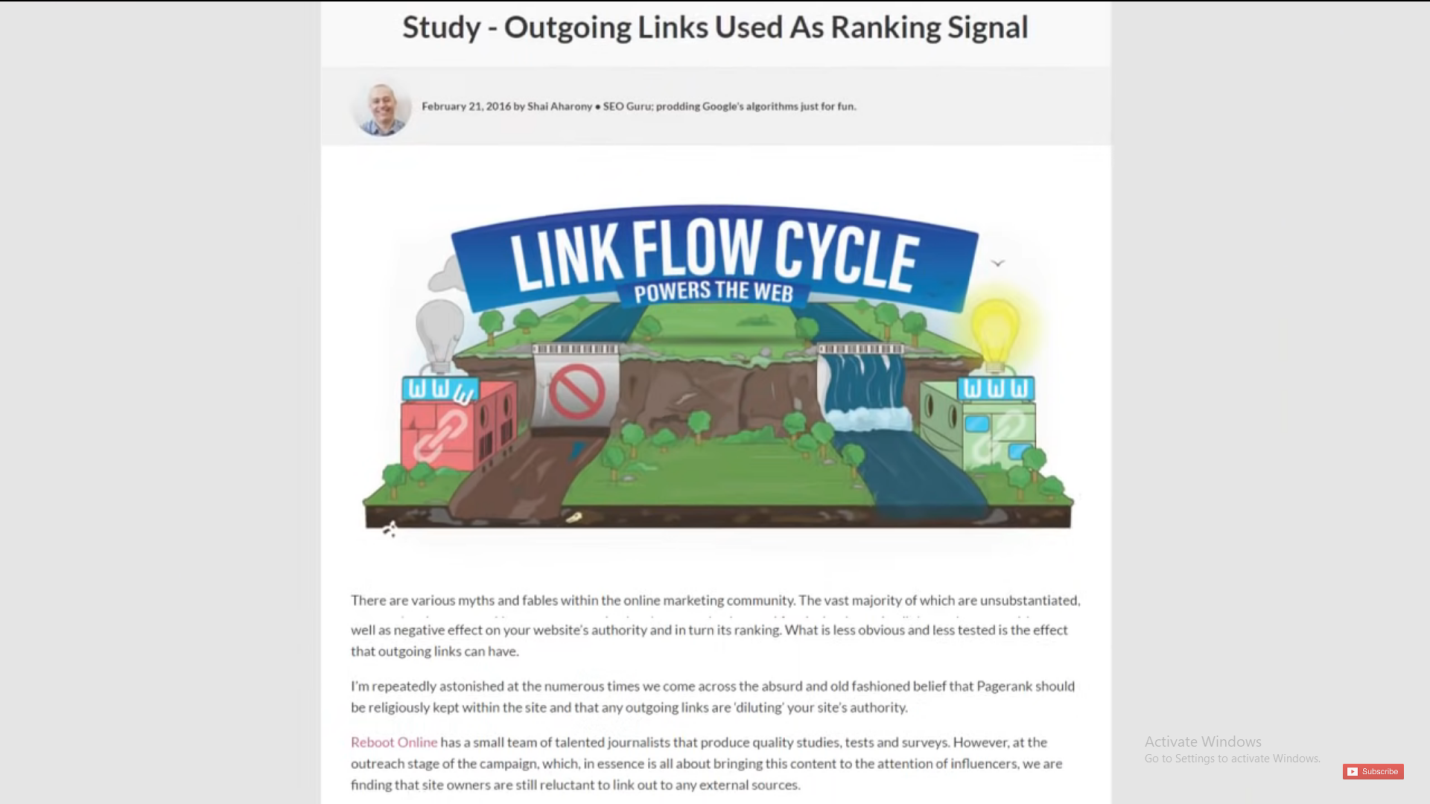 Study - Outgoing Links Used As Ranking Signal
February 21, 2016 by Shai Aharony • SEO Guru; prodding Google's algorithms just for fun.
LINK FLOW CYCLE
POWERS THE WEB
WWW
WWW
There are various myths and fables within the online marketing community. The vast majority of which are unsubstantiated,
well as negative effect on your website's authority and in turn its ranking. What is less obvious and less tested is the effect
that outgoing links can have.
I'm repeatedly astonished at the numerous times we come across the absurd and old fashioned belief that Pagerank should
be religiously kept within the site and that any outgoing links are 'diluting' your site's authority.
Reboot Online has a small team of talented journalists that produce quality studies, tests and surveys. However, at the
outreach stage of the campaign, which, in essence is all about bringing this content to the attention of influencers, we are
finding that site owners are still reluctant to link out to any external sources.
Activate Windows
Go to Settings to activate Windows.
Subscribe